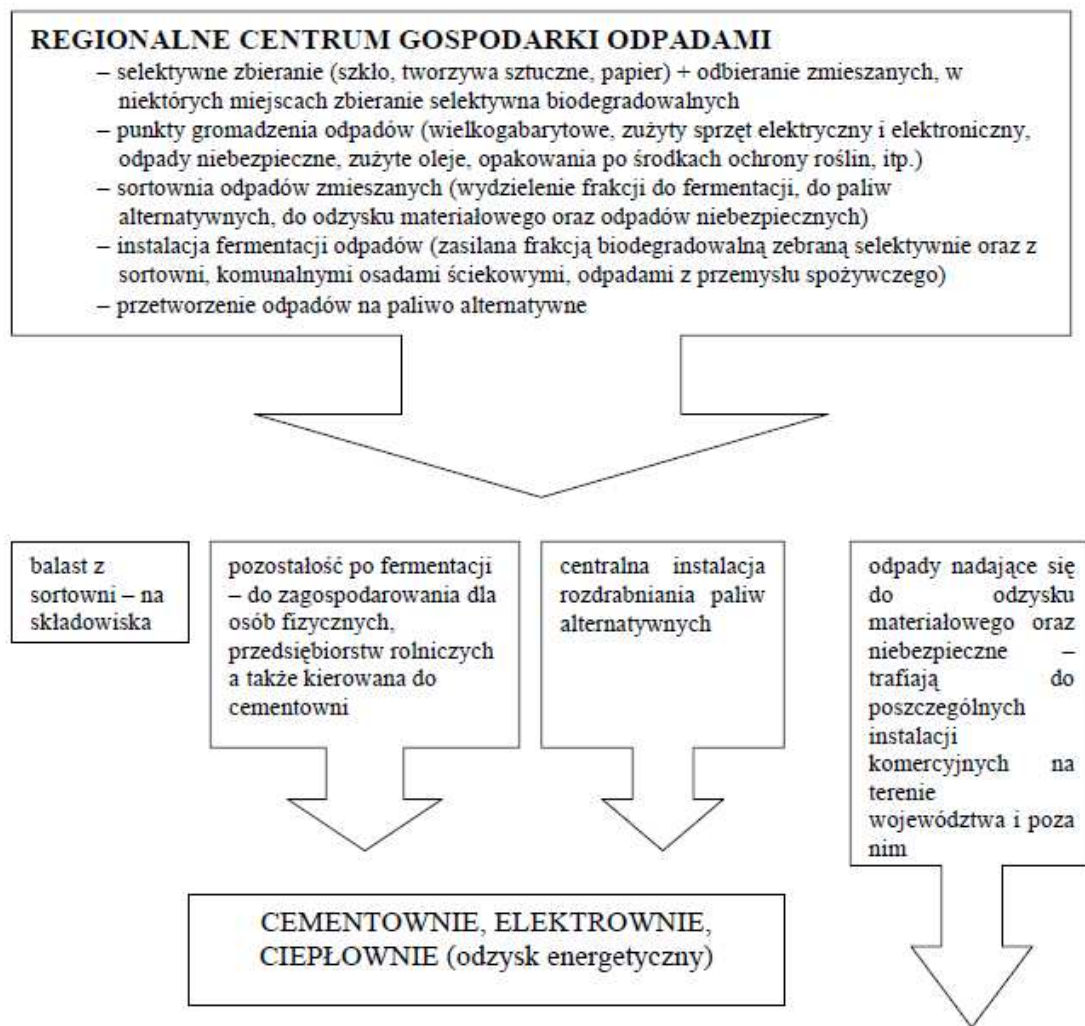 REGIONALNE CENTRUM GOSPODARKI ODPADAMI
– selektywne zbieranie (szkło, tworzywa sztuczne, papier) + odbieranie zmieszanych, w
niektórych miejscach zbieranie selektywna biodegradowalnych
– punkty gromadzenia odpadów (wielkogabarytowe, zużyty sprzęt elektryczny i elektroniczny,
odpady niebezpieczne, zużyte oleje, opakowania po środkach ochrony roślin, itp.)
– sortownia odpadów zmieszanych (wydzielenie frakcji do fermentacji, do paliw
alternatywnych, do odzysku materiałowego oraz odpadów niebezpiecznych)
– instalacja fermentacji odpadów (zasilana frakcją biodegradowalną zebraną selektywnie oraz z
sortowni, komunalnymi osadami ściekowymi, odpadami z przemysłu spożywczego)
– przetworzenie odpadów na paliwo alternatywne
balast z
sortowni – na
składowiska
pozostałość po fermentacji
– do zagospodarowania dla
osób fizycznych,
przedsiębiorstw rolniczych
a także kierowana do
cementowni
centralna instalacja
rozdrabniania paliw
alternatywnych
odpady nadające się
do odzysku
materiałowego oraz
niebezpieczne –
trafiają do
poszczególnych
instalacji
komercyjnych na
terenie
województwa i poza
nim
CEMENTOWNIE, ELEKTROWNIE,
CIEPŁOWNIE (odzysk energetyczny)